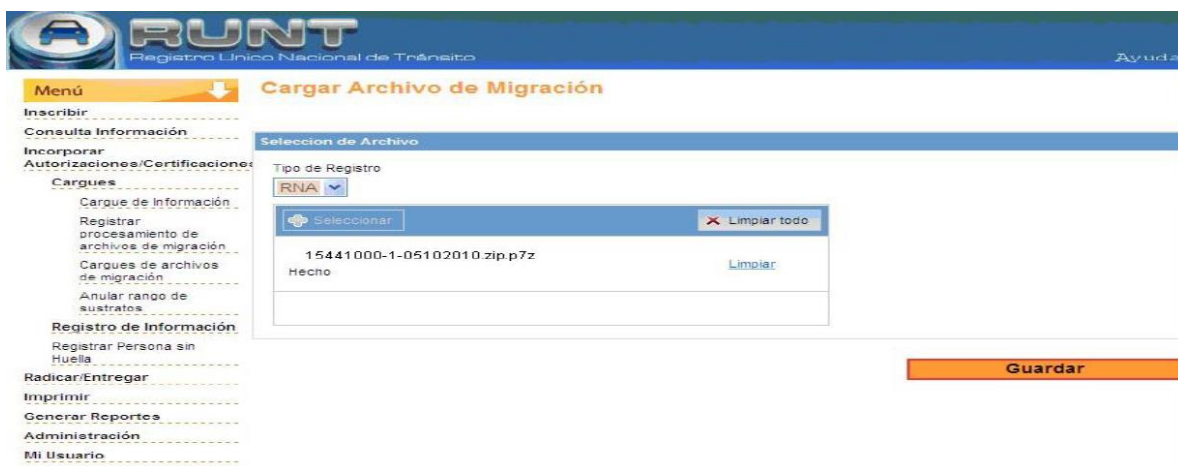 RUNT
Registro Unico Nacional de Trânsito
Ayuda
Menú
Inscribir
Consulta Información
Incorporar
Autorizaciones/Certificaciones
Cargues
Cargue de Información
Registrar
procesamiento de
archivos de migración
Cargues de archivos
de migración
Anular rango de
sustratos
Registro de Información
Registrar Persona sin
Huella
Radicar/Entregar
Imprimir
Generar Reportes
Administración
Mi Usuario
Cargar Archivo de Migración
Seleccion de Archivo
Tipo de Registro
RNA
Seleccionar
Limpiar todo
15441000-1-05102010.zip.p7z
Limpiar
Hecho
Guardar